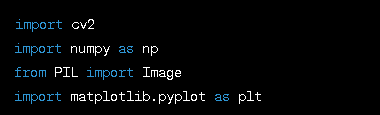 import cv2
import numpy as np
from PIL import Image
import matplotlib.pyplot as plt